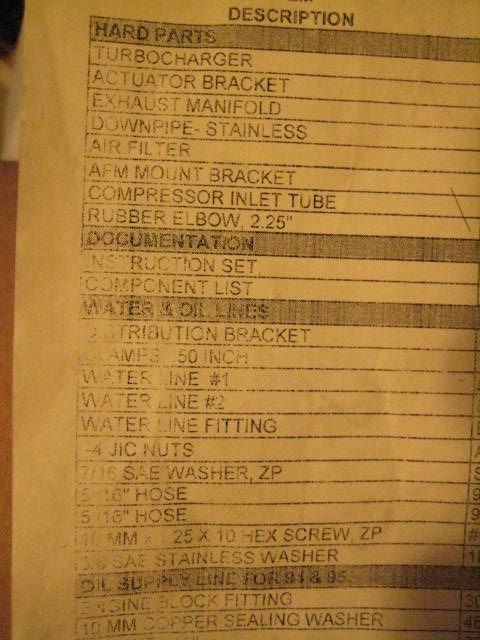 DESCRIPTION
HARD PARTS
TURBOCHARGER
ACTUATOR BRACKET
EXHAUST MANIFOLD
DOWNPIPE- STAINLESS
AIR FILTER
AFM MOUNT BRACKET
COMPRESSOR INLET TUBE
RUBBER ELBOW, 2.25"
DOCUMENTATION
INSTRUCTION SET
COMPONENT LIST
WATER & OIL LINES
DISTRIBUTION BRACKET
CLAMPS .50 INCH
WATER LINE #1
WATER LINE #2
WATER LINE FITTING
-4 JIC NUTS
7/16 SAE WASHER, ZP
5/16" HOSE 9
5/16" HOSE 9
10 MM x 1.25 X 10 HEX SCREW, ZP #
3/8 SAE STAINLESS WASHER
OIL SUPPLY LINE FOR 94 & 95
ENGINE BLOCK FITTING
10 MM COPPER SEALING WASHER